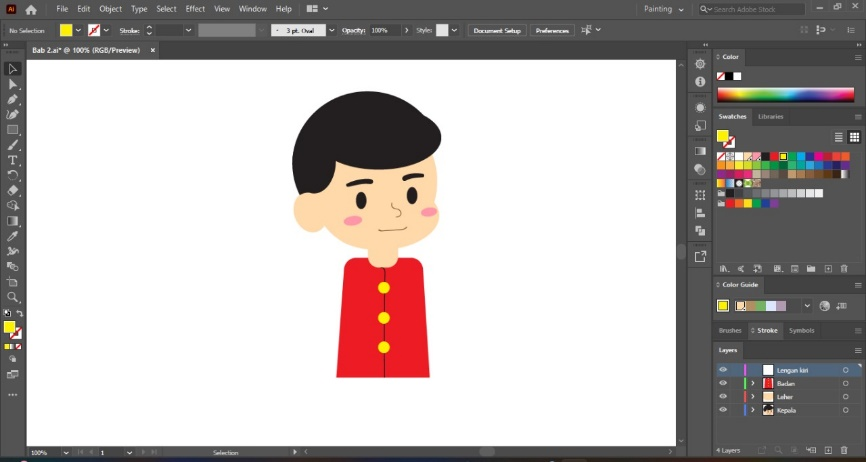 Ai File Edit Object Type Select Effect View Window Help Painting Search Adobe Stock
No Selection Stroke: 3 pt. Oval Opacity: 100% Style: Document Setup Preferences
Bab 2.ai* @ 100% (RGB/Preview) ×
Color
Swatches Libraries
Color Guide
Brushes Stroke Symbols
Layers
Lengan kiri
Badan
Leher
Kepala
4 Layers
100% 1 Selection